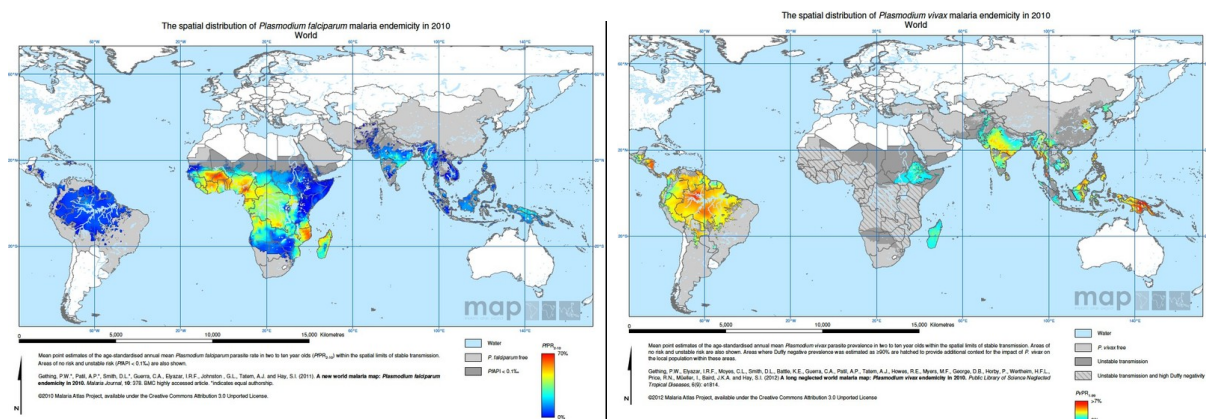 The spatial distribution of Plasmodium falciparum malaria endemicity in 2010
World
map
5,000
10,000
15,000 Kilometres
N
Mean point estimates of the age-standardised annual mean Plasmodium falciparum parasite rate in two to ten year olds (PfPR2-10) within the spatial limits of stable transmission.
Areas of no risk and unstable risk (PfAPI < 0.1‰) are also shown.
Gething, P.W.*, Patil, A.P.*, Smith, D.L.*, Guerra, C.A., Elyazar, I.R.F., Johnston , G.L., Tatem, A.J. and Hay, S.I. (2011). A new world malaria map: Plasmodium falciparum
endemicity in 2010. Malaria Journal, 10: 378. BMC highly accessed article. *Indicates equal authorship.
©2010 Malaria Atlas Project, available under the Creative Commons Attribution 3.0 Unported License
Water
P. falciparum free
PfAPI < 0.1‰
PfPR2-10
70%
0%
The spatial distribution of Plasmodium vivax malaria endemicity in 2010
World
map
5,000
10,000
15,000 Kilometres
N
Mean point estimates of the age-standardised annual mean Plasmodium vivax parasite prevalence in two to ten year olds within the spatial limits of stable transmission. Areas of
no risk and unstable risk are also shown. Areas where Duffy negative prevalence was estimated as ≥90% are hatched to provide additional context for the impact of P. vivax on
the local population within these areas.
Gething, P.W., Elyazar, I.R.F., Moyes, C.L., Smith, D.L., Battle, K.E., Guerra, C.A., Patil, A.P., Tatem, A.J., Howes, R.E., Myers, M.F., George, D.B., Horby, P., Wertheim, H.F.L.,
Price, R.N., Müeller, I., Baird, J.K.A. and Hay, S.I. (2012) A long neglected world malaria map: Plasmodium vivax endemicity in 2010. Public Library of Science Neglected
Tropical Diseases, 6(9): e1814.
©2012 Malaria Atlas Project, available under the Creative Commons Attribution 3.0 Unported License
Water
P. vivax free
Unstable transmission
Unstable transmission and high Duffy negativity
>7%
0%